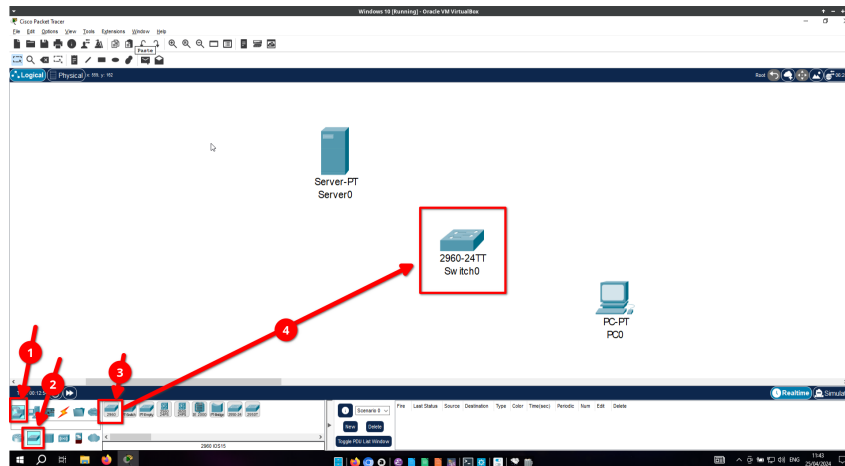 Windows 10 [Running] - Oracle VM VirtualBox
Cisco Packet Tracer
File Edit Options View Tools Extensions Window Help
Paste
Logical Physical x: 555, y: 162
Root
Server-PT
Server0
2960-24TT
Switch0
PC-PT
PC0
1
2
3
4
Realtime Simulat
Scenario 0
New Delete
Toggle PDU List Window
Fire Last Status Source Destination Type Color Time(sec) Periodic Num Edit Delete
2960 IOS15
ENG
11:43
25/04/2024